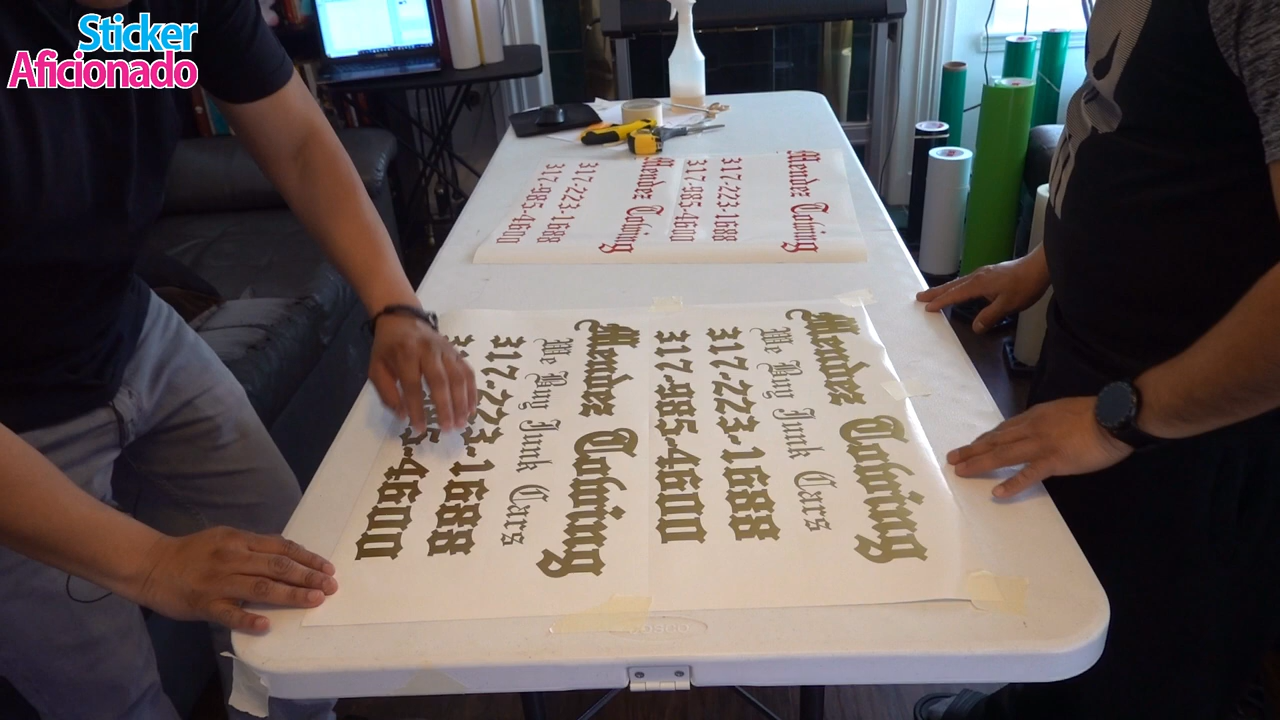 Sticker
Aficionado
Mendez Towing
317-223-1688
317-985-4600
Mendez Towing
317-223-1688
317-985-4600
Mendez Towing
We Buy Junk Cars
317-223-1688
317-985-4600
Mendez Towing
We Buy Junk Cars
317-223-1688
985-4600
COSCO